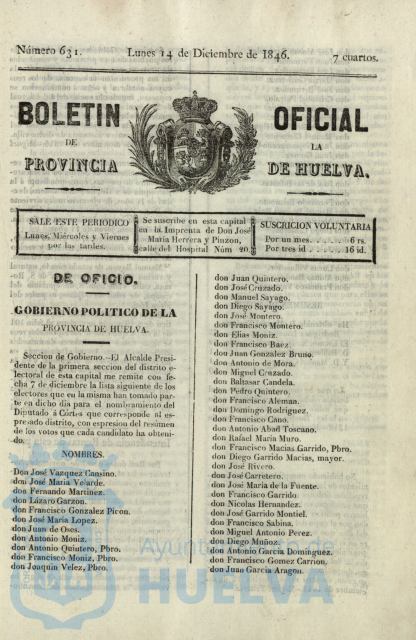 Número 631.
Lunes 14 de Diciembre de 1846.
7 cuartos.
BOLETIN
OFICIAL
DE
LA
PROVINCIA
DE HUELVA.
SALE ESTE PERIODICO
Lunes, Miércoles y Viernes
por las tardes.
Se suscribe en esta capital
en la Imprenta de Don José
Maria Herrera y Pinzon,
calle del Hospital Núm 20.
SUSCRICION VOLUNTARIA
Por un mes. . . . . . 6 rs.
Por tres id . . . . . 16 id.
DE OFICIO.
GOBIERNO POLITICO DE LA
PROVINCIA DE HUELVA.
Seccion de Gobierno.—El Alcalde Presi-
dente de la primera seccion del distrito e-
lectoral de esta capital me remite con fe-
cha 7 de diciembre la lista siguiente de los
electores que en la misma han tomado par-
te en dicho dia para el nombramiento del
Diputado á Córtes que corresponde al es-
presado distrito, con espresion del resúmen
de los votos que cada candidato ha obteni-
do.
NOMBRES.
Don José Vazquez Cansino.
don José Maria Velarde.
don Fernando Martinez.
don Lázaro Garzon.
don Francisco Gonzalez Picon.
don José Maria Lopez.
don Juan de Osos.
don Antonio Moniz.
don Antonio Quintero, Pbro.
don Francisco Moniz, Pbro.
don Joaquin Velez, Pbro.
don Juan Quintero.
don José Cruzado.
don Manuel Sayago.
don Diego Sayago.
don José Montero.
don Francisco Montero.
don Elias Moniz.
don Francisco Baez.
don Juan Gonzalez Bruno.
don Antonio de Mora.
don Miguel Cruzado.
don Baltasar Candela.
don Pedro Quintero.
don Francisco Aleman.
don Domingo Rodriguez.
don Francisco Cano.
don Antonio Abad Toscano.
don Rafael Maria Muro.
don Francisco Macias Garrido, Pbro.
don Diego Garrido Macias, mayor.
don José Rivero.
don José Carretero.
don José Maria de la Fuente.
don Francisco Garrido
don Nicolas Hernandez.
don José Garrido Montiel.
don Francisco Sabina.
don Miguel Antonio Perez.
don Diego Muñoz.
don Antonio Garcia Dominguez.
don Francisco Gomez Carrion.
don Juan Garcia Aragon.
HUELVA